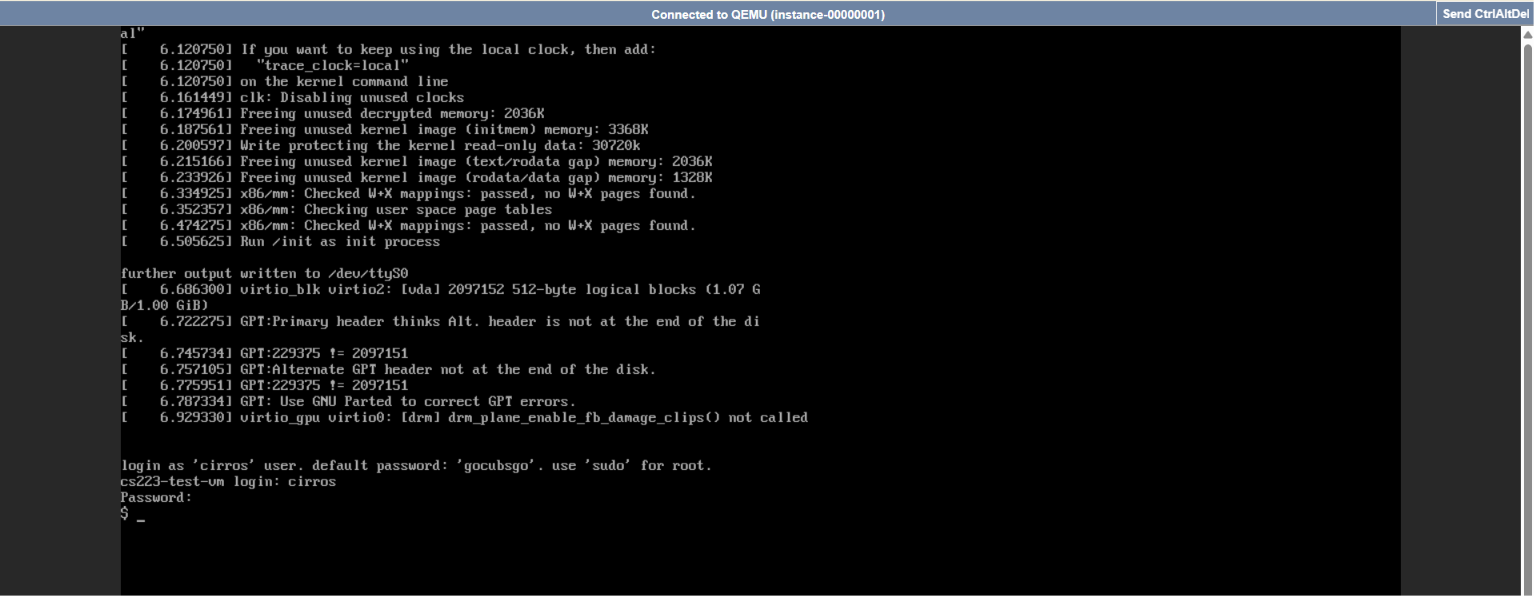 Connected to QEMU (instance-00000001)
Send CtrlAltDel
al"
[    6.120750] If you want to keep using the local clock, then add:
[    6.120750]   "trace_clock=local"
[    6.120750] on the kernel command line
[    6.161449] clk: Disabling unused clocks
[    6.174961] Freeing unused decrypted memory: 2036K
[    6.187561] Freeing unused kernel image (initmem) memory: 3368K
[    6.200597] Write protecting the kernel read-only data: 30720k
[    6.215166] Freeing unused kernel image (text/rodata gap) memory: 2036K
[    6.233926] Freeing unused kernel image (rodata/data gap) memory: 1328K
[    6.334925] x86/mm: Checked W+X mappings: passed, no W+X pages found.
[    6.352357] x86/mm: Checking user space page tables
[    6.474275] x86/mm: Checked W+X mappings: passed, no W+X pages found.
[    6.505625] Run /init as init process
further output written to /dev/ttyS0
[    6.686300] virtio_blk virtio2: [vda] 2097152 512-byte logical blocks (1.07 G
B/1.00 GiB)
[    6.722275] GPT:Primary header thinks Alt. header is not at the end of the di
sk.
[    6.745734] GPT:229375 != 2097151
[    6.757105] GPT:Alternate GPT header not at the end of the disk.
[    6.775951] GPT:229375 != 2097151
[    6.787334] GPT: Use GNU Parted to correct GPT errors.
[    6.929330] virtio_gpu virtio0: [drm] drm_plane_enable_fb_damage_clips() not called
login as 'cirros' user. default password: 'gocubsgo'. use 'sudo' for root.
cs223-test-vm login: cirros
Password:
$ _